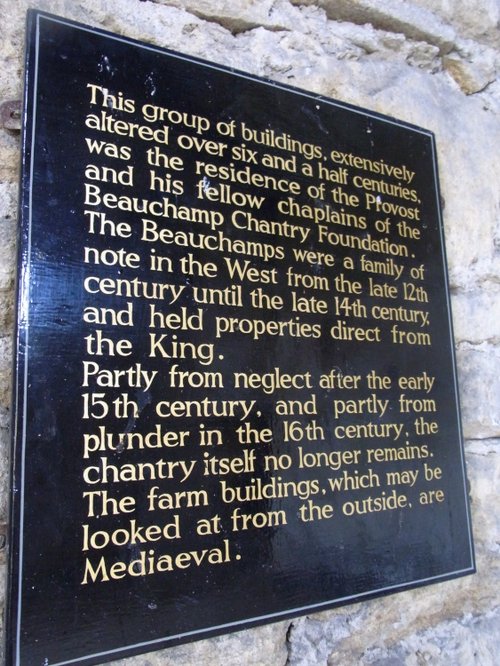 This group of buildings, extensively
altered over six and a half centuries,
was the residence of the Provost
and his fellow chaplains of the
Beauchamp Chantry Foundation.
The Beauchamps were a family of
note in the West from the late 12th
century until the late 14th century,
and held properties direct from
the King.
Partly from neglect after the early
15th century, and partly from
plunder in the 16th century, the
chantry itself no longer remains.
The farm buildings, which may be
looked at from the outside, are
Mediaeval.